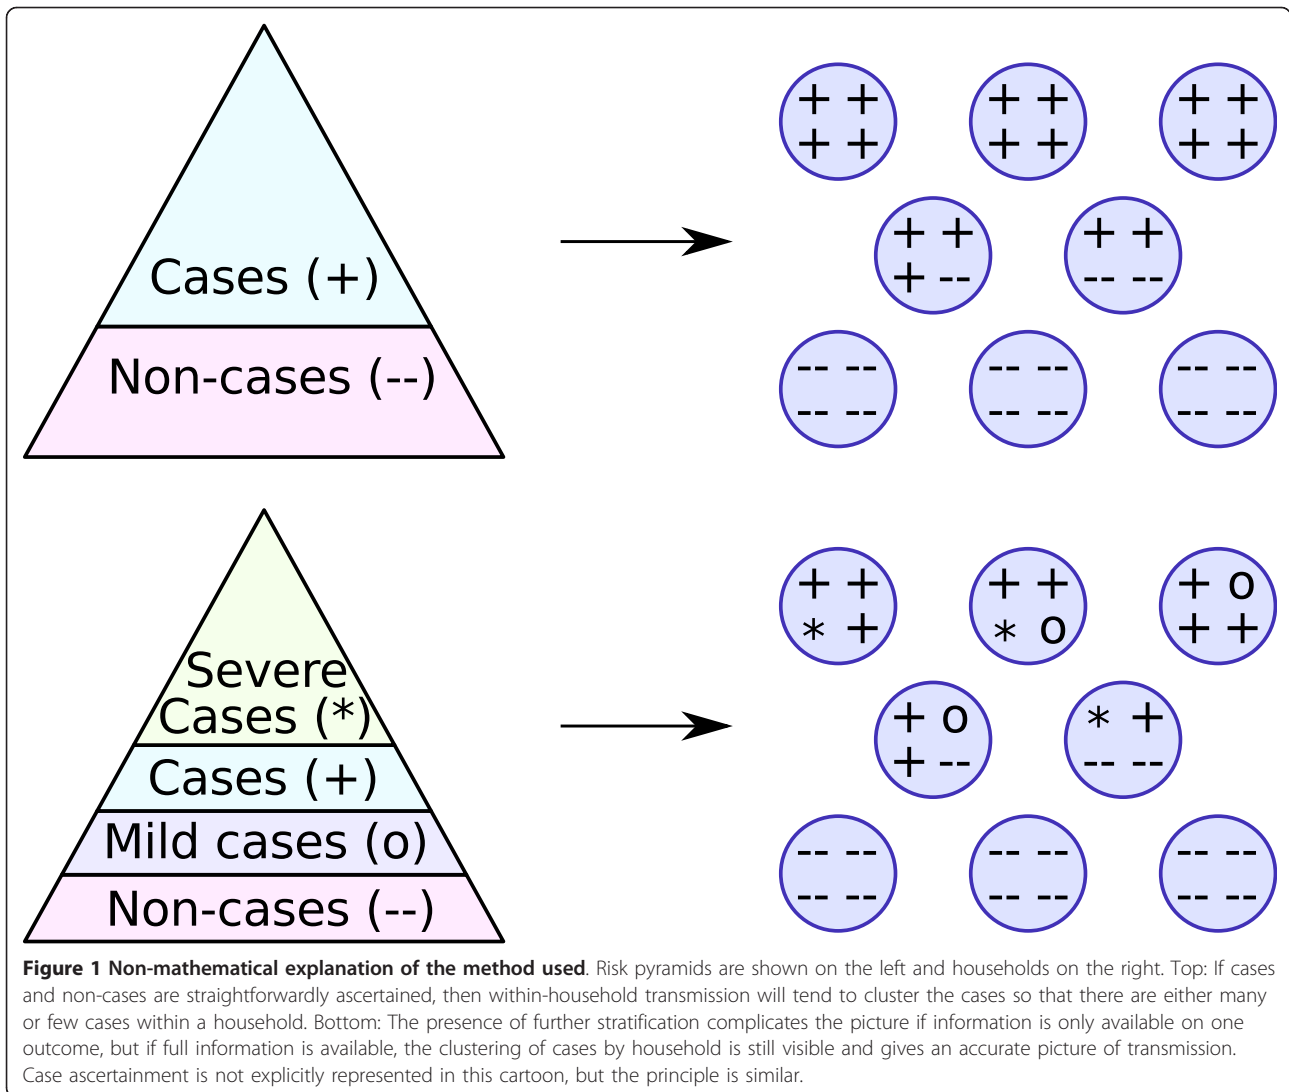 Cases (+)
Non-cases (--)
+ +
+ +
+ +
+ +
+ +
+ +
+ +
+ --
+ +
-- --
-- --
-- --
-- --
-- --
-- --
-- --
Severe
Cases (*)
Cases (+)
Mild cases (o)
Non-cases (--)
+ +
* +
+ +
* o
+ o
+ +
+ o
+ --
* +
-- --
-- --
-- --
-- --
-- --
-- --
-- --
Figure 1 Non-mathematical explanation of the method used. Risk pyramids are shown on the left and households on the right. Top: If cases
and non-cases are straightforwardly ascertained, then within-household transmission will tend to cluster the cases so that there are either many
or few cases within a household. Bottom: The presence of further stratification complicates the picture if information is only available on one
outcome, but if full information is available, the clustering of cases by household is still visible and gives an accurate picture of transmission.
Case ascertainment is not explicitly represented in this cartoon, but the principle is similar.